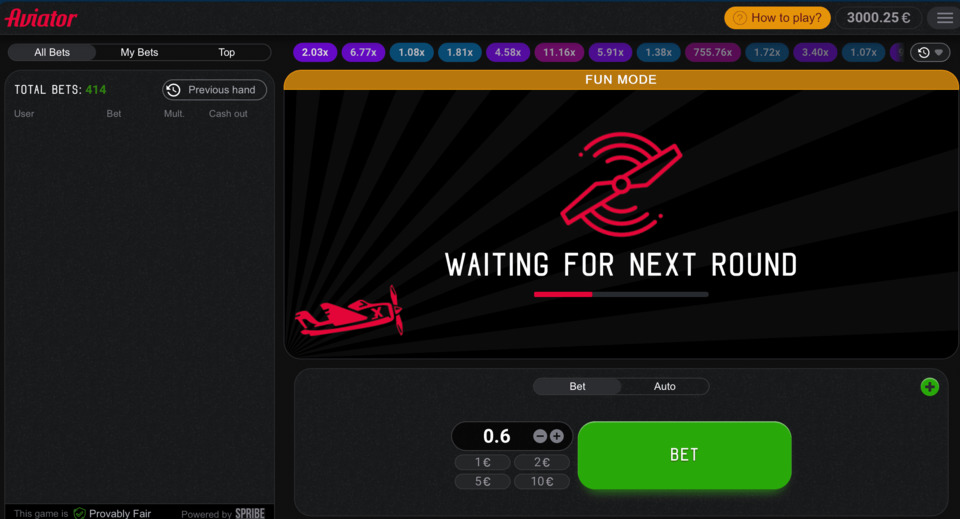 Aviator
How to play?
3000.25 €
All Bets My Bets Top
2.03x 6.77x 1.08x 1.81x 4.58x 11.16x 5.91x 1.38x 755.76x 1.72x 3.40x 1.07x
TOTAL BETS: 414
Previous hand
User Bet Mult. Cash out
FUN MODE
WAITING FOR NEXT ROUND
X
Bet Auto
0.6
1€ 2€
5€ 10€
BET
This game is Provably Fair Powered by SPRIBE